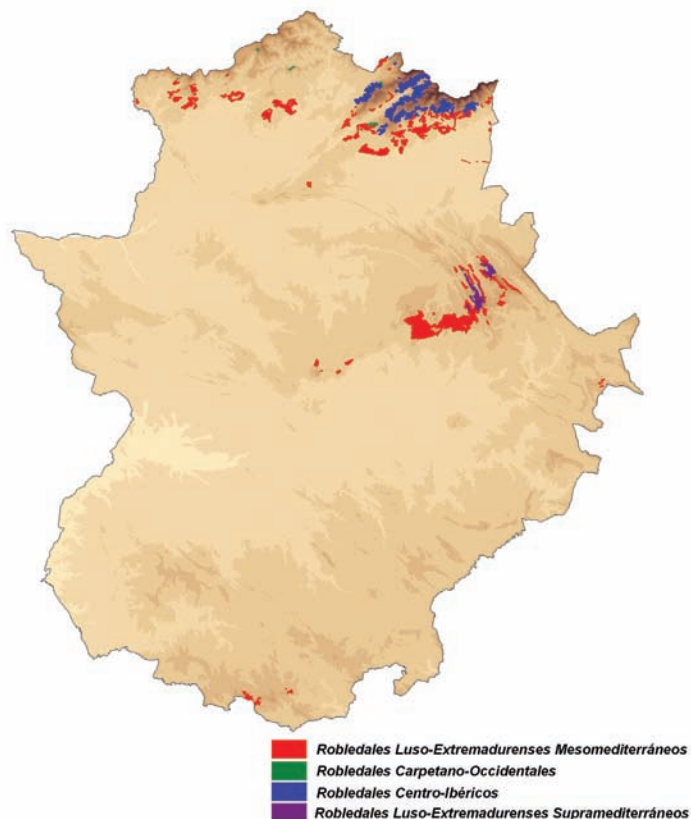 Robledales Luso-Extremadurenses Mesomediterráneos
Robledales Carpetano-Occidentales
Robledales Centro-Ibéricos
Robledales Luso-Extremadurenses Supramediterráneos